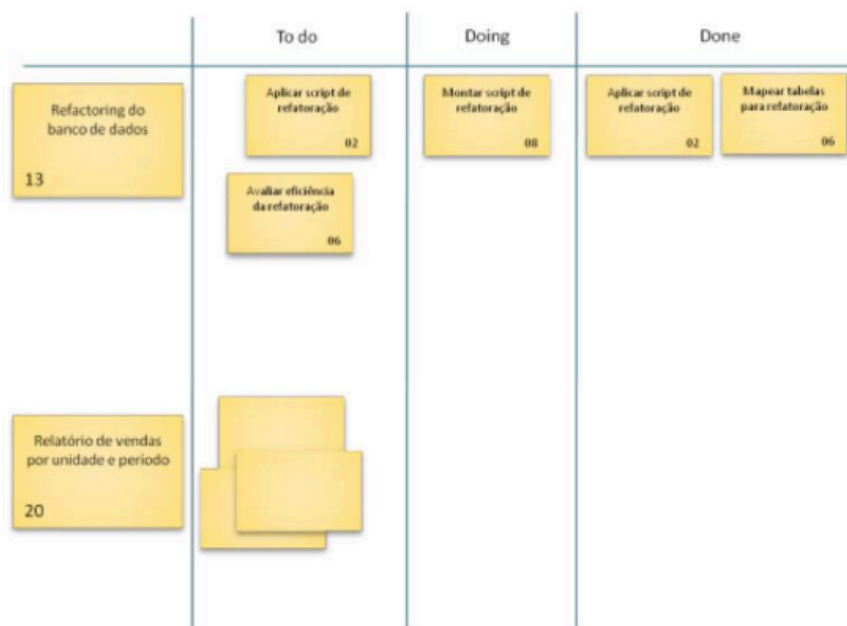 To do
Doing
Done
Refactoring do
banco de dados
13
Aplicar script de
refatoração
02
Avaliar eficiência
da refatoração
06
Montar script de
refatoração
08
Aplicar script de
refatoração
02
Mapear tabelas
para refatoração
06
Relatório de vendas
por unidade e periodo
20